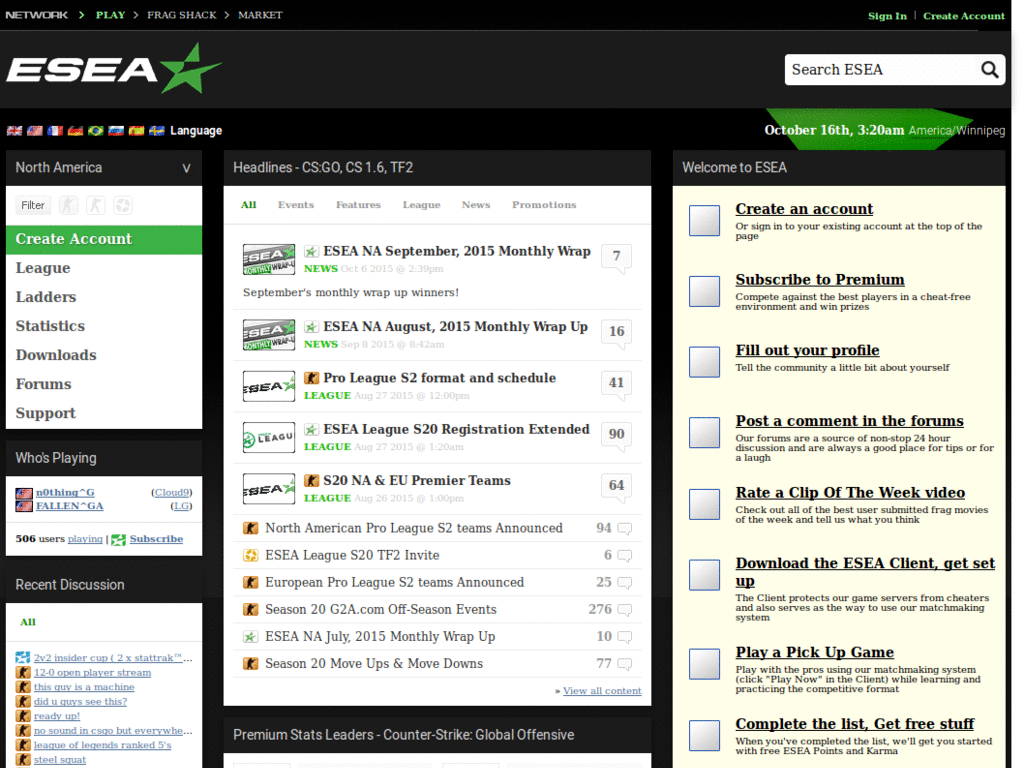 NETWORK > PLAY > FRAG SHACK > MARKET
Sign In | Create Account
ESEA
Search ESEA
Language
October 16th, 3:20am America/Winnipeg
North America V
Filter
Create Account
League
Ladders
Statistics
Downloads
Forums
Support
Who's Playing
n0thing^G (Cloud9)
FALLEN^GA (LG)
506 users playing | Subscribe
Recent Discussion
All
2v2 insider cup ( 2 x stattrak™...
12-0 open player stream
this guy is a machine
did u guys see this?
ready up!
no sound in csgo but everywhe...
league of legends ranked 5's
steel squat
Headlines - CS:GO, CS 1.6, TF2
All Events Features League News Promotions
ESEA NA September, 2015 Monthly Wrap 7
NEWS Oct 6 2015 @ 2:39pm
September's monthly wrap up winners!
ESEA NA August, 2015 Monthly Wrap Up 16
NEWS Sep 8 2015 @ 8:42am
Pro League S2 format and schedule 41
LEAGUE Aug 27 2015 @ 12:00pm
ESEA League S20 Registration Extended 90
LEAGUE Aug 27 2015 @ 1:20am
S20 NA & EU Premier Teams 64
LEAGUE Aug 26 2015 @ 1:00pm
North American Pro League S2 teams Announced 94
ESEA League S20 TF2 Invite 6
European Pro League S2 teams Announced 25
Season 20 G2A.com Off-Season Events 276
ESEA NA July, 2015 Monthly Wrap Up 10
Season 20 Move Ups & Move Downs 77
» View all content
Premium Stats Leaders - Counter-Strike: Global Offensive
Welcome to ESEA
Create an account
Or sign in to your existing account at the top of the
page
Subscribe to Premium
Compete against the best players in a cheat-free
environment and win prizes
Fill out your profile
Tell the community a little bit about yourself
Post a comment in the forums
Our forums are a source of non-stop 24 hour
discussion and are always a good place for tips or for
a laugh
Rate a Clip Of The Week video
Check out all of the best user submitted frag movies
of the week and tell us what you think
Download the ESEA Client, get set
up
The Client protects our game servers from cheaters
and also serves as the way to use our matchmaking
system
Play a Pick Up Game
Play with the pros using our matchmaking system
(click "Play Now" in the Client) while learning and
practicing the competitive format
Complete the list, Get free stuff
When you've completed the list, we'll get you started
with free ESEA Points and Karma